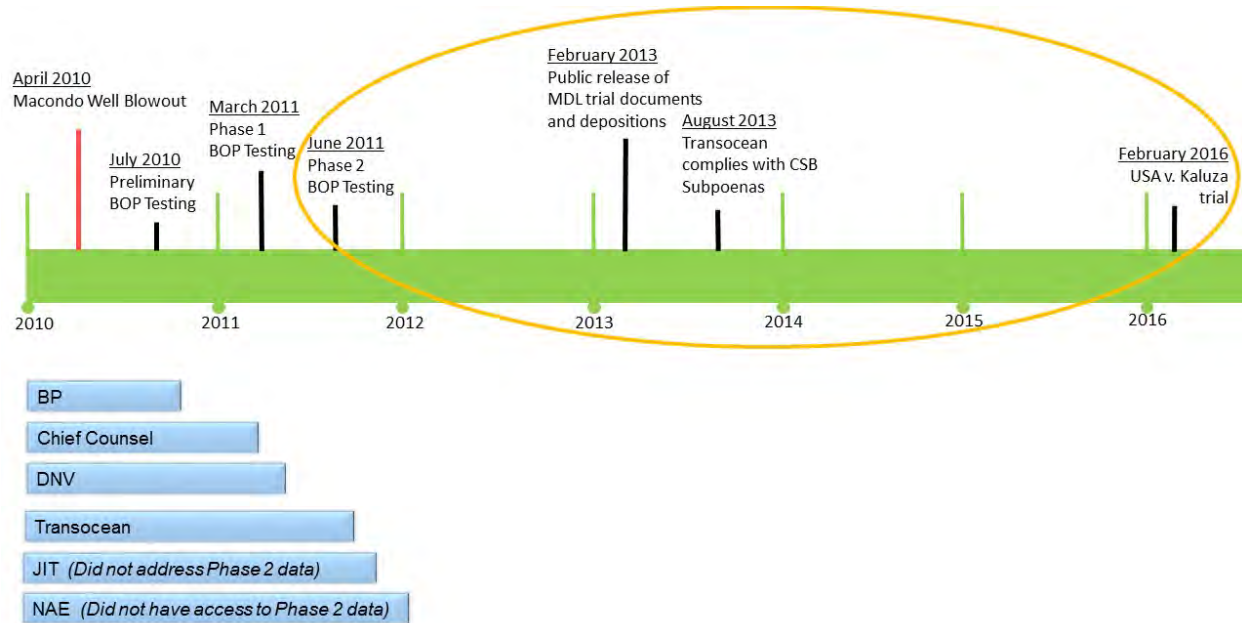 April 2010
Macondo Well Blowout
July 2010
Preliminary
BOP Testing
March 2011
Phase 1
BOP Testing
June 2011
Phase 2
BOP Testing
February 2013
Public release of
MDL trial documents
and depositions
August 2013
Transocean
complies with CSB
Subpoenas
February 2016
USA v. Kaluza
trial
2010
2011
2012
2013
2014
2015
2016
BP
Chief Counsel
DNV
Transocean
JIT (Did not address Phase 2 data)
NAE (Did not have access to Phase 2 data)